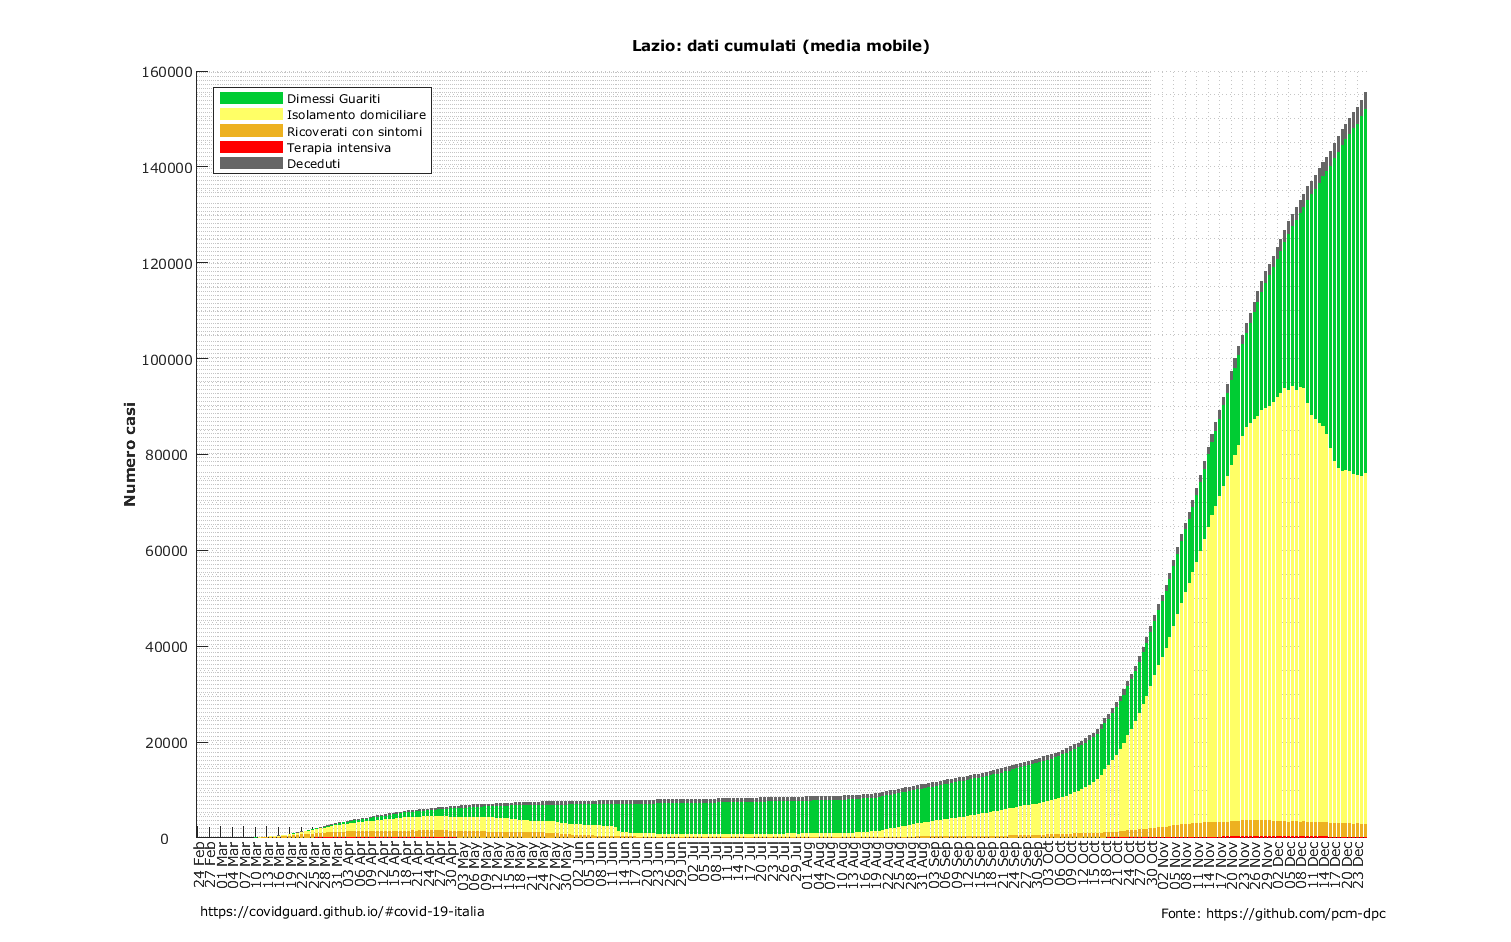 Lazio: dati cumulati (media mobile)
Dimessi Guariti
Isolamento domiciliare
Ricoverati con sintomi
Terapia intensiva
Deceduti
Numero casi
160000
140000
120000
100000
80000
60000
40000
20000
0
24 Feb
27 Feb
01 Mar
04 Mar
07 Mar
10 Mar
13 Mar
16 Mar
19 Mar
22 Mar
25 Mar
28 Mar
31 Mar
03 Apr
06 Apr
09 Apr
12 Apr
15 Apr
18 Apr
21 Apr
24 Apr
27 Apr
30 Apr
03 May
06 May
09 May
12 May
15 May
18 May
21 May
24 May
27 May
30 May
02 Jun
05 Jun
08 Jun
11 Jun
14 Jun
17 Jun
20 Jun
23 Jun
26 Jun
29 Jun
02 Jul
05 Jul
08 Jul
11 Jul
14 Jul
17 Jul
20 Jul
23 Jul
26 Jul
29 Jul
01 Aug
04 Aug
07 Aug
10 Aug
13 Aug
16 Aug
19 Aug
22 Aug
25 Aug
28 Aug
31 Aug
03 Sep
06 Sep
09 Sep
12 Sep
15 Sep
18 Sep
21 Sep
24 Sep
27 Sep
30 Sep
03 Oct
06 Oct
09 Oct
12 Oct
15 Oct
18 Oct
21 Oct
24 Oct
27 Oct
30 Oct
02 Nov
05 Nov
08 Nov
11 Nov
14 Nov
17 Nov
20 Nov
23 Nov
26 Nov
29 Nov
02 Dec
05 Dec
08 Dec
11 Dec
14 Dec
17 Dec
20 Dec
23 Dec
https://covidguard.github.io/#covid-19-italia
Fonte: https://github.com/pcm-dpc